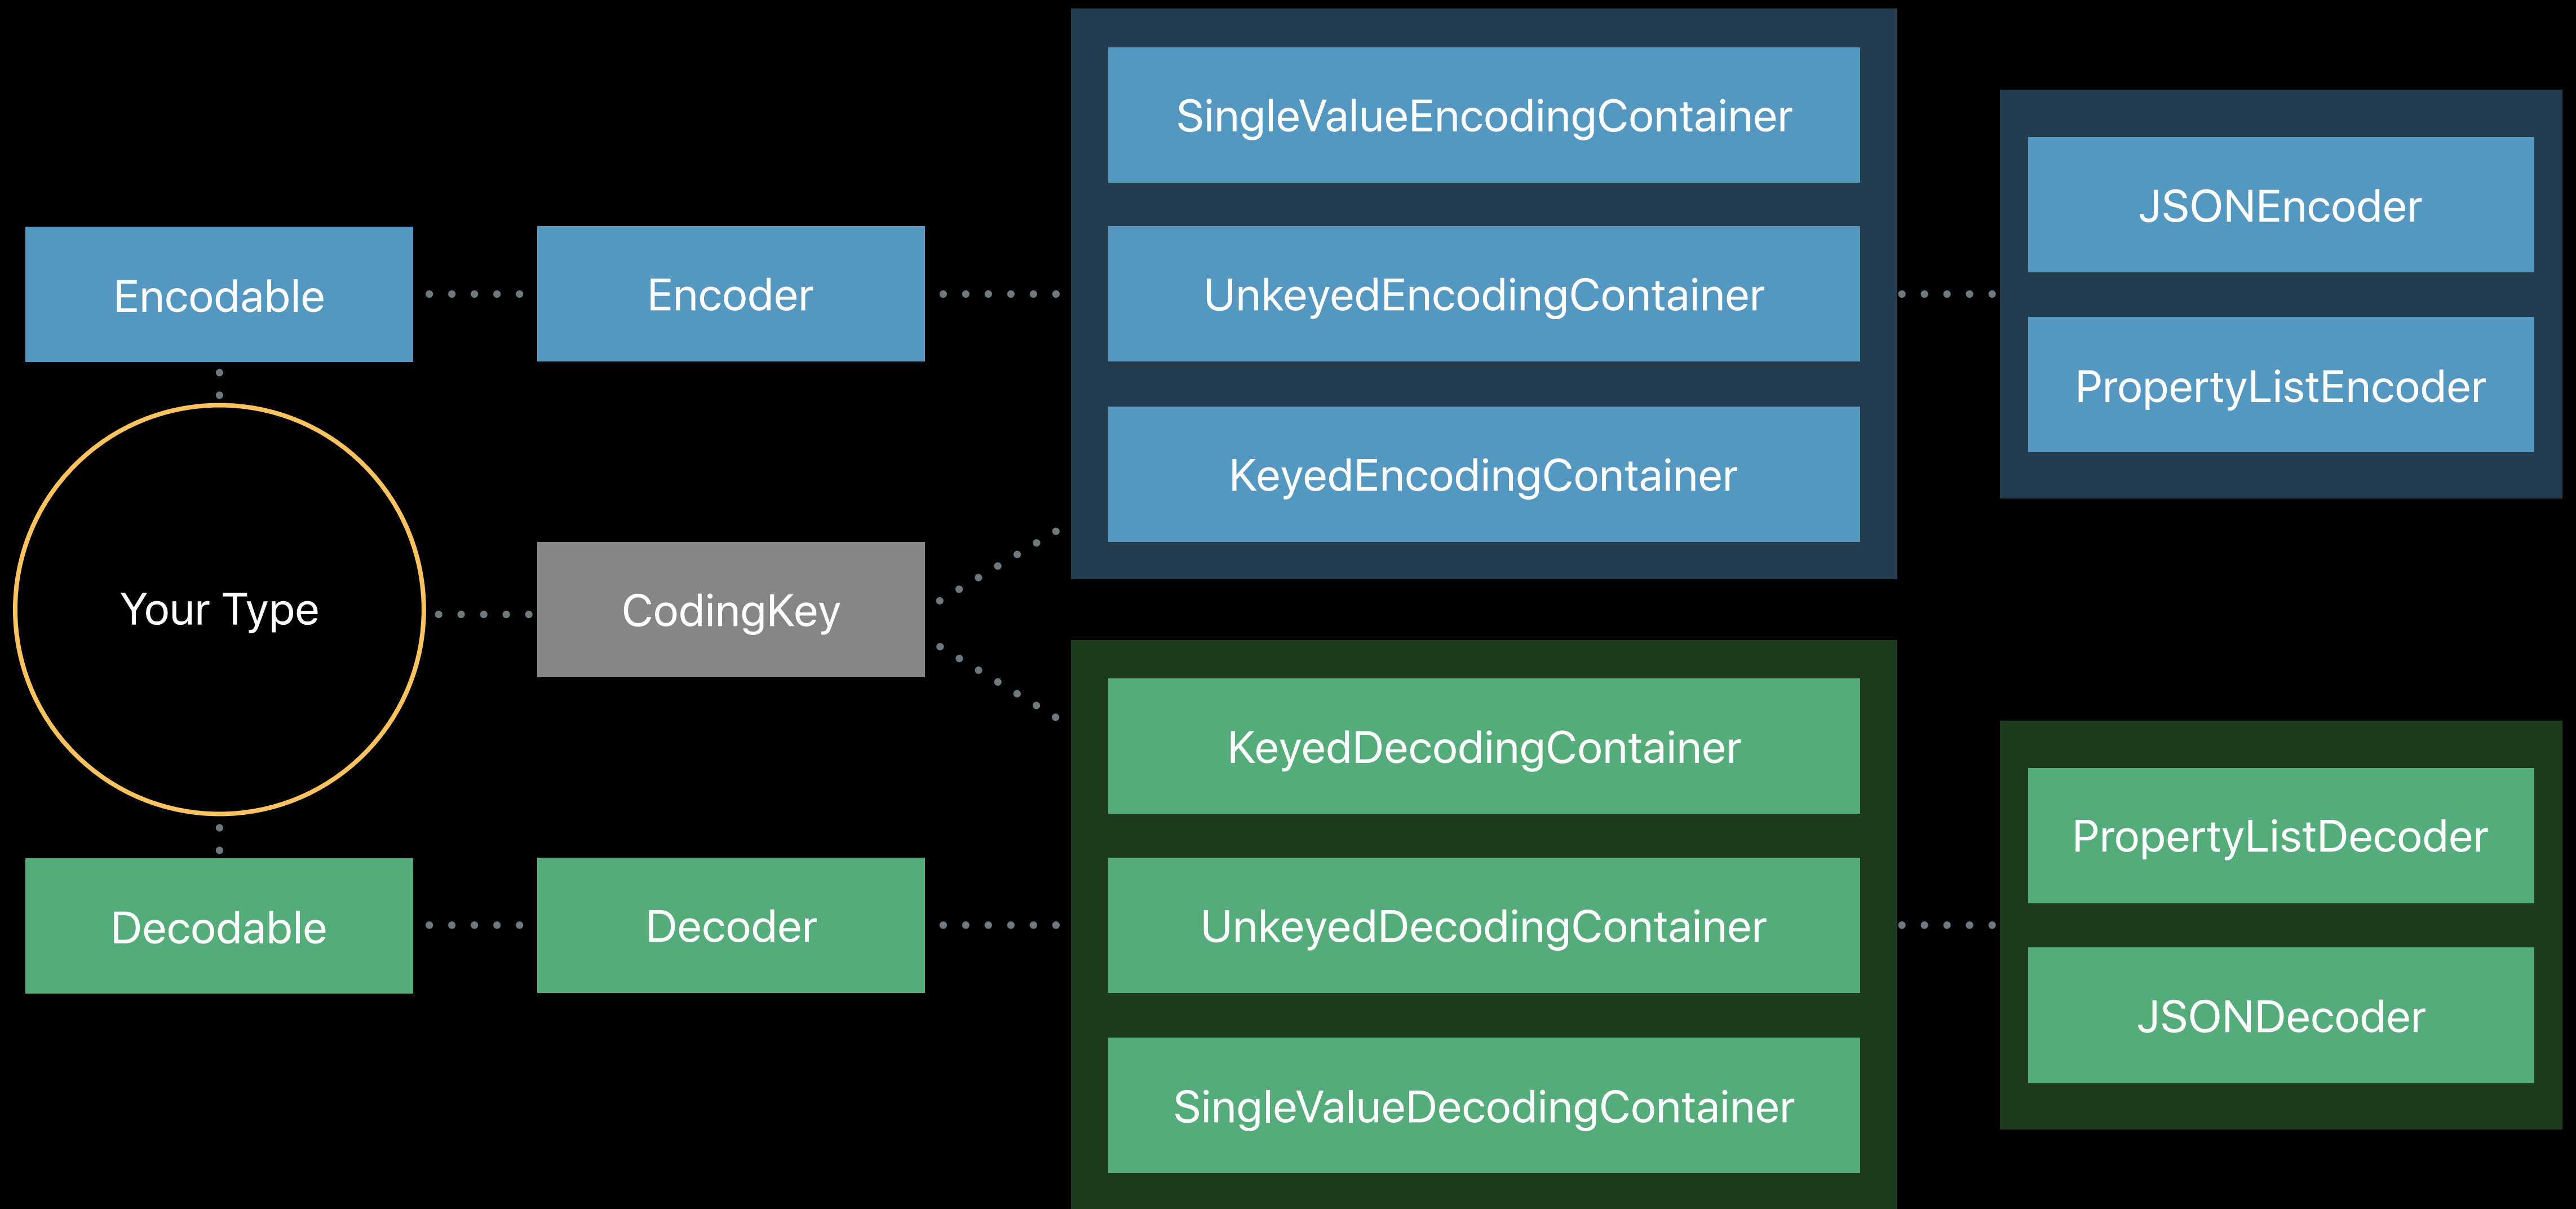 SingleValueEncodingContainer
JSONEncoder
Encodable
Encoder
UnkeyedEncodingContainer
PropertyListEncoder
KeyedEncodingContainer
Your Type
CodingKey
KeyedDecodingContainer
PropertyListDecoder
Decodable
Decoder
UnkeyedDecodingContainer
JSONDecoder
SingleValueDecodingContainer